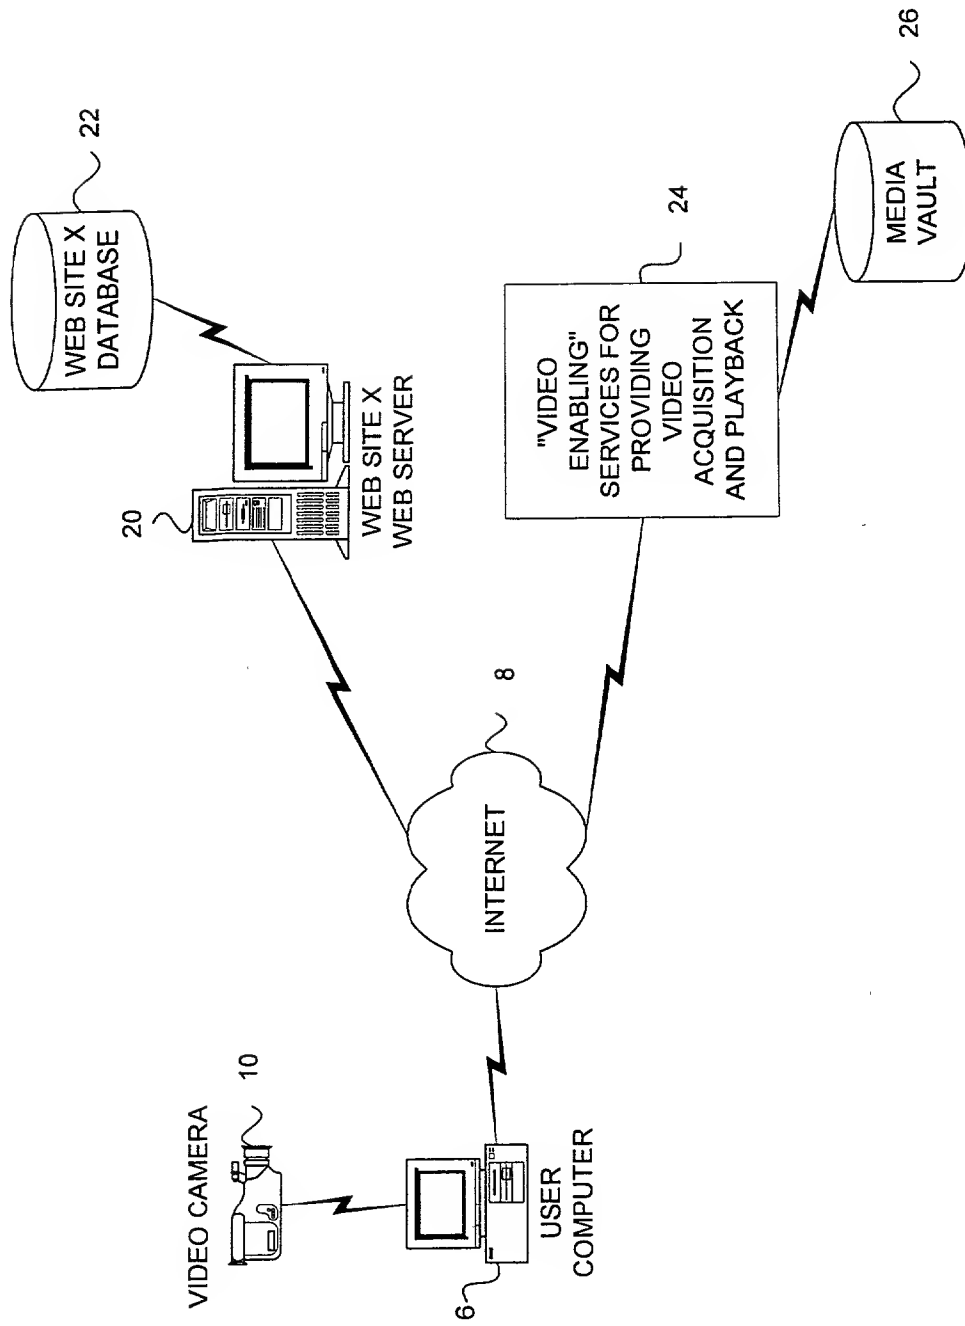 VIDEO CAMERA
10
6
USER
COMPUTER
INTERNET
8
20
WEB SITE X
WEB SERVER
WEB SITE X
DATABASE
22
"VIDEO
ENABLING"
SERVICES FOR
PROVIDING
VIDEO
ACQUISITION
AND PLAYBACK
24
MEDIA
VAULT
26